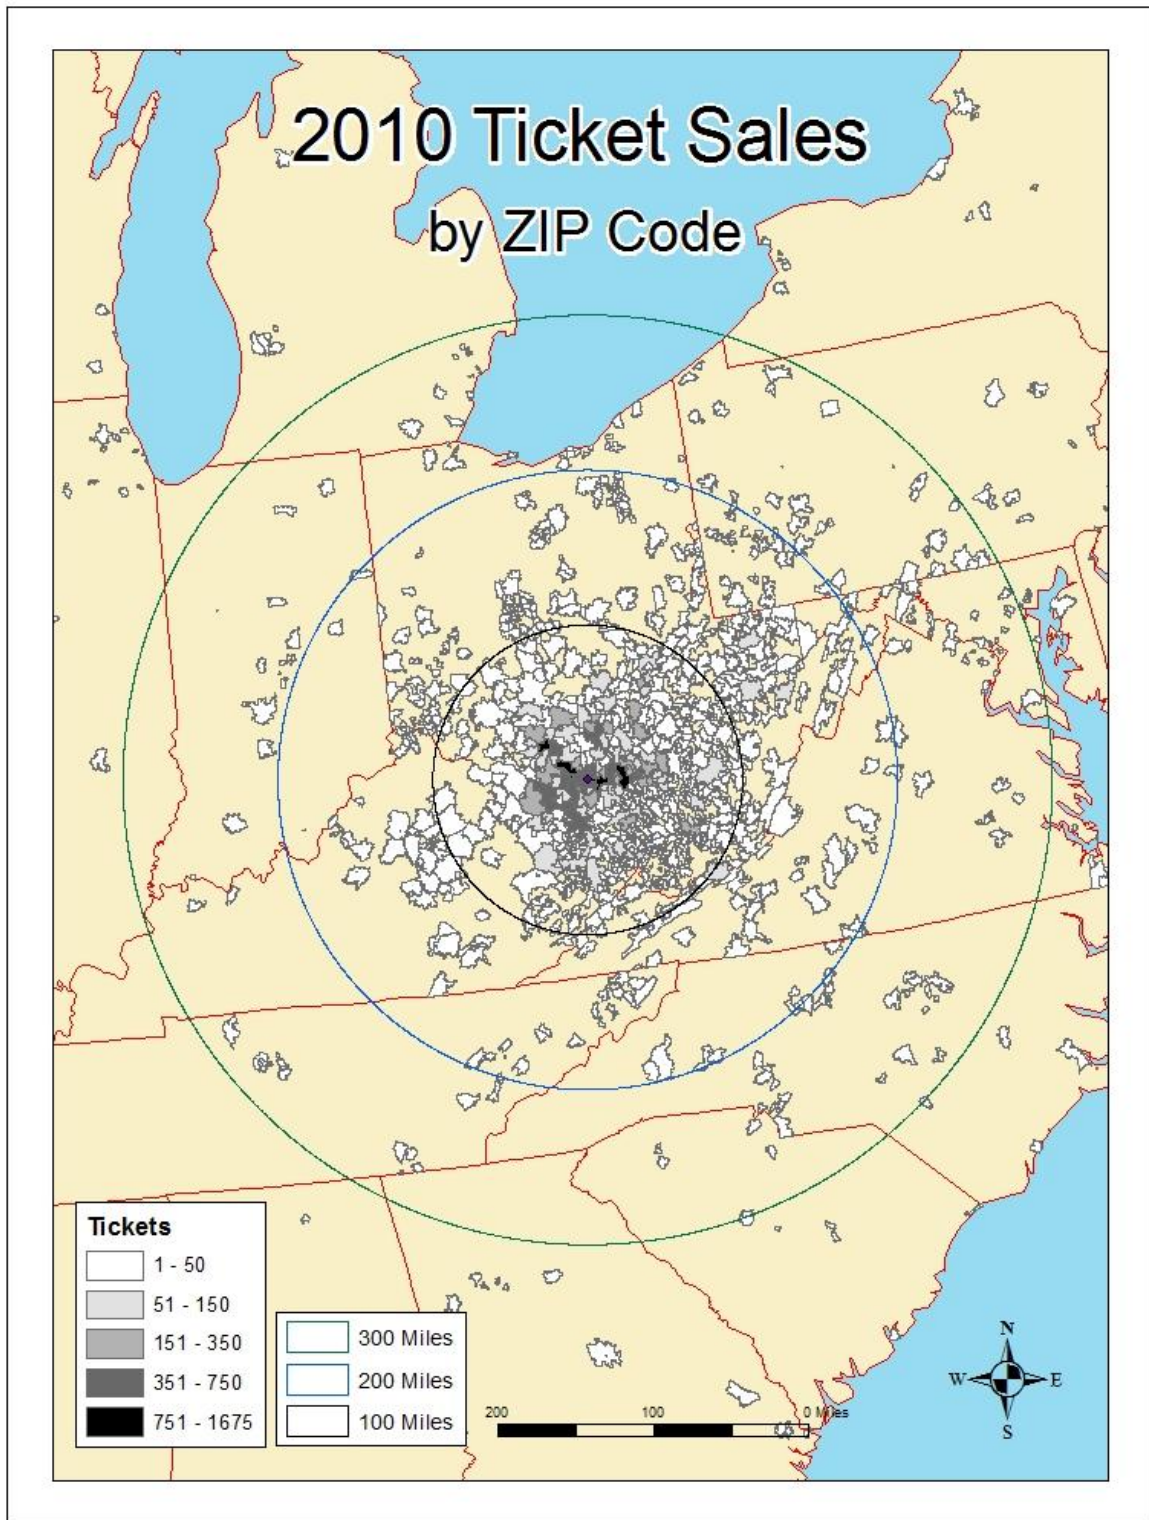 2010 Ticket Sales
by ZIP Code
Tickets
1 - 50
51 - 150
151 - 350
351 - 750
751 - 1675
300 Miles
200 Miles
100 Miles
200 100 0 Miles
N
W E
S